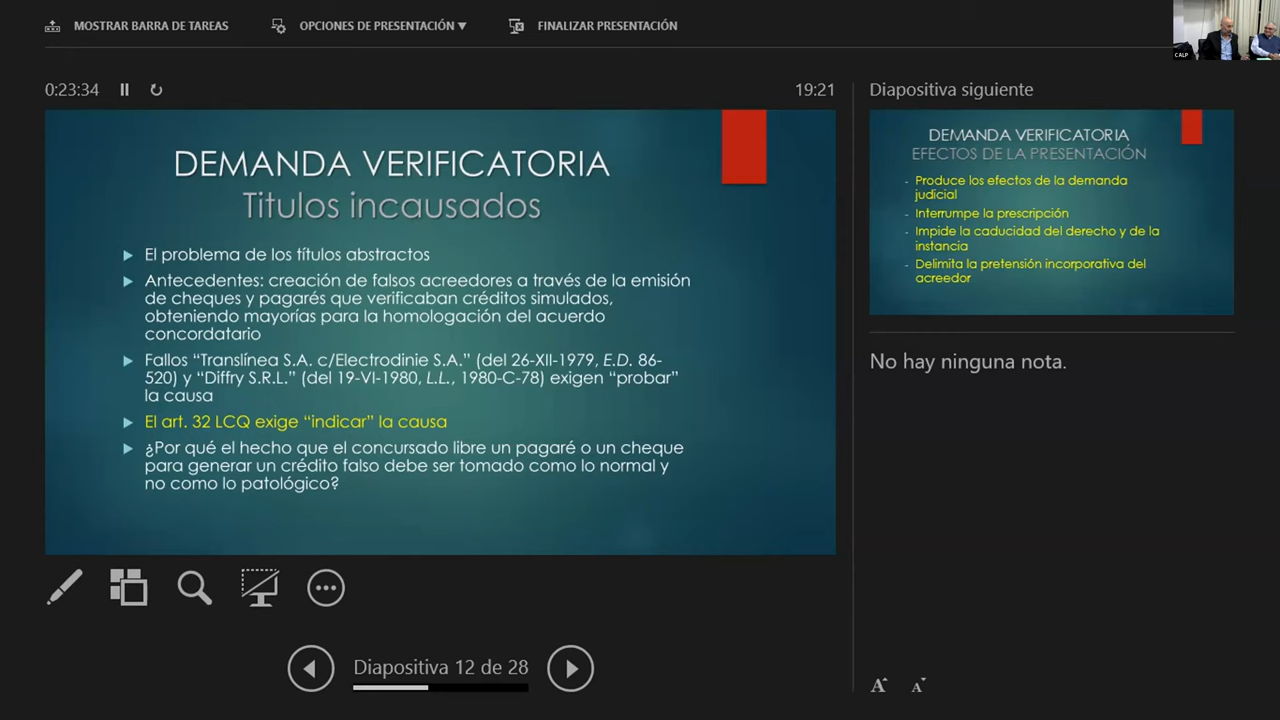 MOSTRAR BARRA DE TAREAS
OPCIONES DE PRESENTACIÓN ▼
FINALIZAR PRESENTACIÓN
CALP
0:23:34
19:21
DEMANDA VERIFICATORIA
Titulos incausados
El problema de los títulos abstractos
Antecedentes: creación de falsos acreedores a través de la emisión
de cheques y pagarés que verificaban créditos simulados,
obteniendo mayorías para la homologación del acuerdo
concordatario
Fallos “Translínea S.A. c/Electrodinie S.A.” (del 26-XII-1979, E.D. 86-
520) y “Diffry S.R.L.” (del 19-VI-1980, L.L., 1980-C-78) exigen “probar”
la causa
El art. 32 LCQ exige “indicar” la causa
¿Por qué el hecho que el concursado libre un pagaré o un cheque
para generar un crédito falso debe ser tomado como lo normal y
no como lo patológico?
Diapositiva 12 de 28
Diapositiva siguiente
DEMANDA VERIFICATORIA
EFECTOS DE LA PRESENTACIÓN
- Produce los efectos de la demanda
judicial
- Interrumpe la prescripción
- Impide la caducidad del derecho y de la
instancia
- Delimita la pretensión incorporativa del
acreedor
No hay ninguna nota.
A A